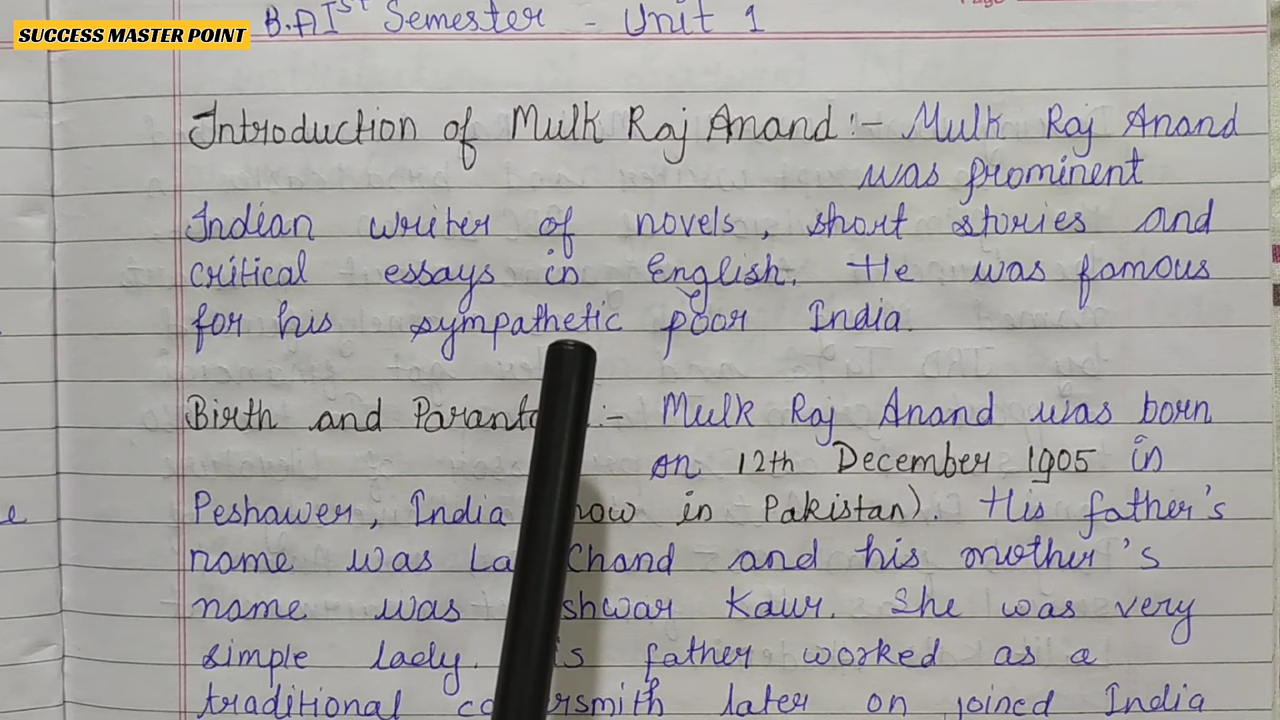 B.A Ist Semester - Unit 1
SUCCESS MASTER POINT
Introduction of Mulk Raj Anand :- Mulk Raj Anand
was prominent
Indian writer of novels, short stories and
critical essays in English. He was famous
for his sympathetic poor India.
Birth and :- Mulk Raj Anand was born
on 12th December 1905 in
Peshawer, India now in Pakistan). His father's
name was Chand and his mother's
name was Kaur. She was very
simple lady. father worked as a
traditional later on joined India